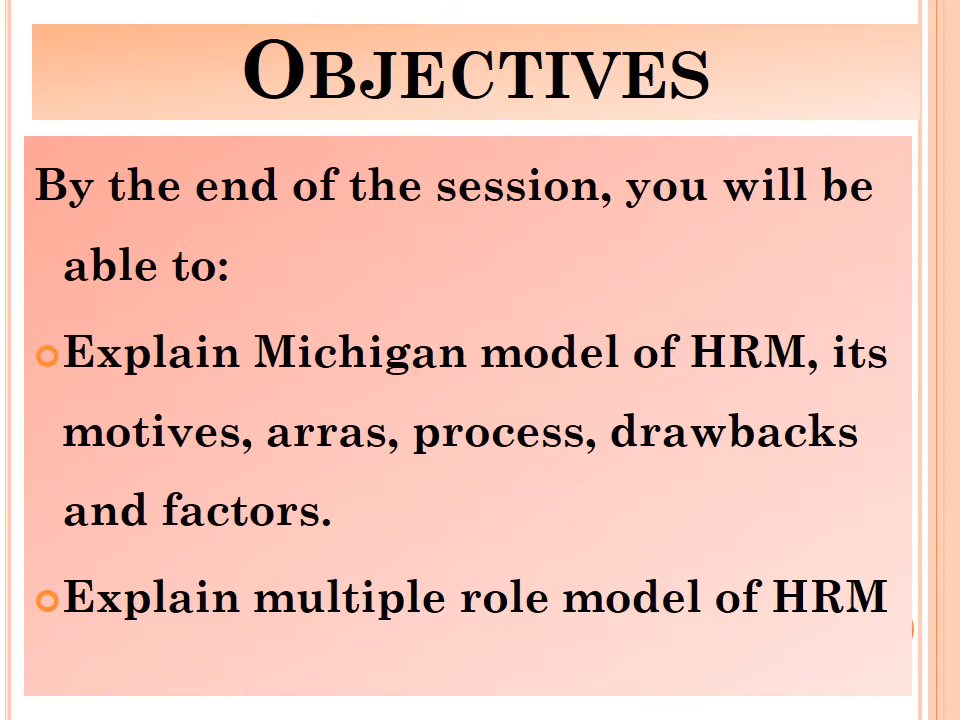 OBJECTIVES
By the end of the session, you will be
able to:
Explain Michigan model of HRM, its
motives, arras, process, drawbacks
and factors.
Explain multiple role model of HRM